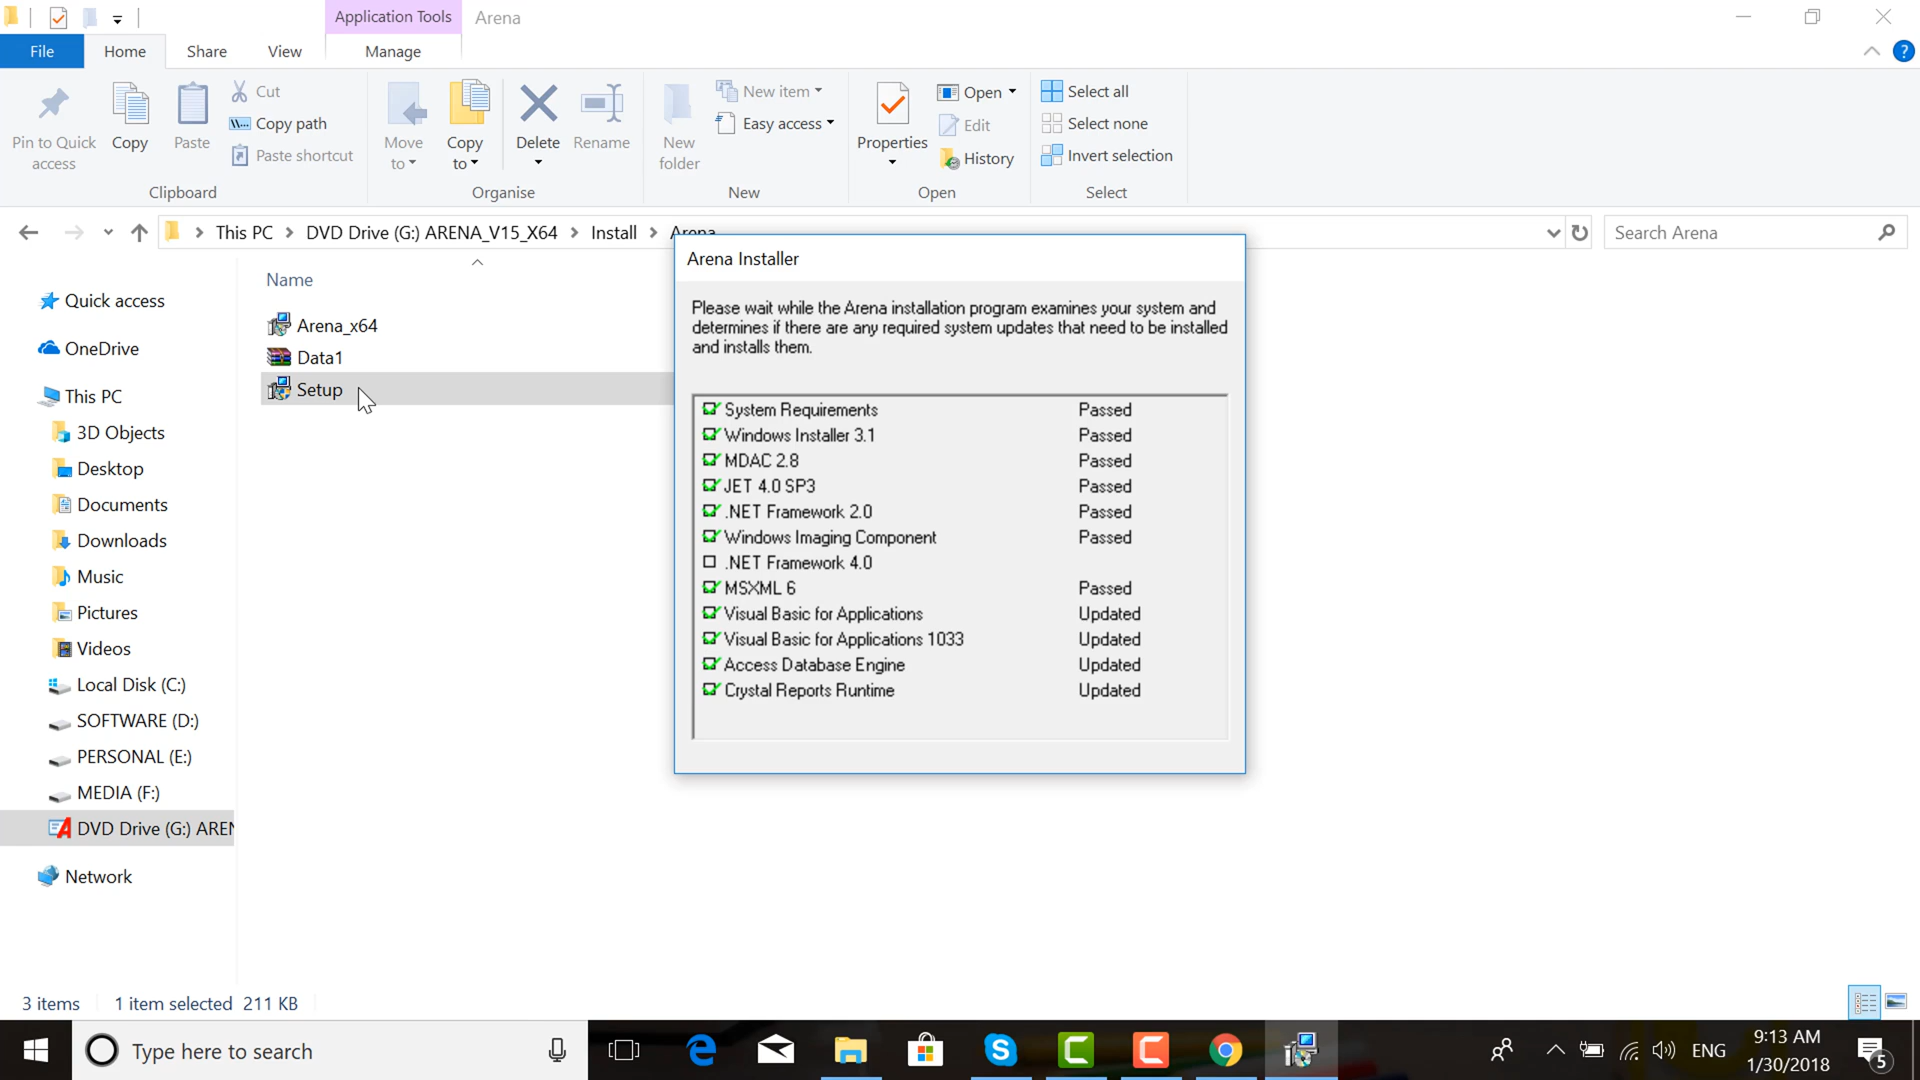 Application Tools
Arena
File
Home
Share
View
Manage
Pin to Quick
access
Copy
Paste
Cut
Copy path
Paste shortcut
Clipboard
Move
to
Copy
to
Delete
Rename
Organise
New
folder
New item
Easy access
New
Properties
Open
Edit
History
Open
Select all
Select none
Invert selection
Select
This PC
DVD Drive (G:) ARENA_V15_X64
Install
Arena
Search Arena
Quick access
OneDrive
This PC
3D Objects
Desktop
Documents
Downloads
Music
Pictures
Videos
Local Disk (C:)
SOFTWARE (D:)
PERSONAL (E:)
MEDIA (F:)
DVD Drive (G:) AREN
Network
Name
Arena_x64
Data1
Setup
Arena Installer
Please wait while the Arena installation program examines your system and
determines if there are any required system updates that need to be installed
and installs them.
System Requirements Passed
Windows Installer 3.1 Passed
MDAC 2.8 Passed
JET 4.0 SP3 Passed
.NET Framework 2.0 Passed
Windows Imaging Component Passed
.NET Framework 4.0
MSXML 6 Passed
Visual Basic for Applications Updated
Visual Basic for Applications 1033 Updated
Access Database Engine Updated
Crystal Reports Runtime Updated
3 items
1 item selected 211 KB
Type here to search
ENG
9:13 AM
1/30/2018
5